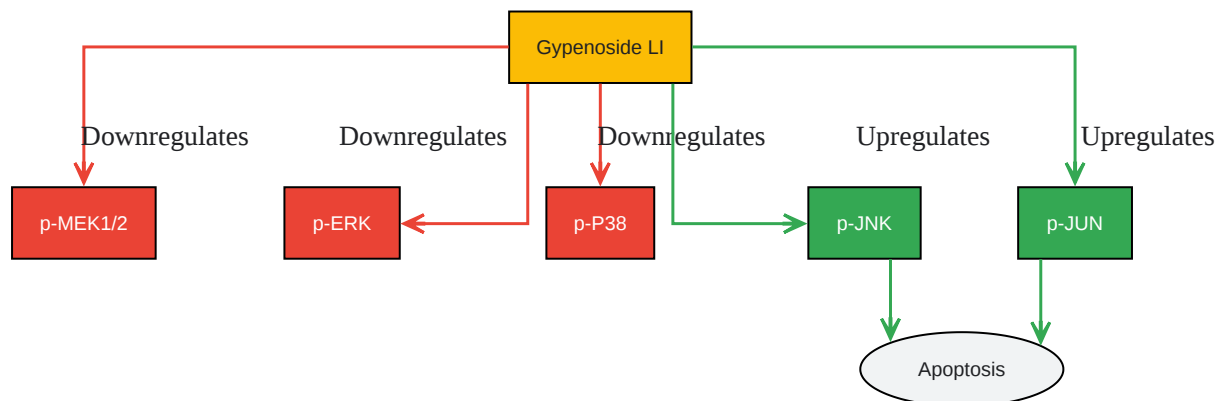 Gypenoside LI
Downregulates
Downregulates
Downregulates
Upregulates
Upregulates
p-MEK1/2
p-ERK
p-P38
p-JNK
p-JUN
Apoptosis